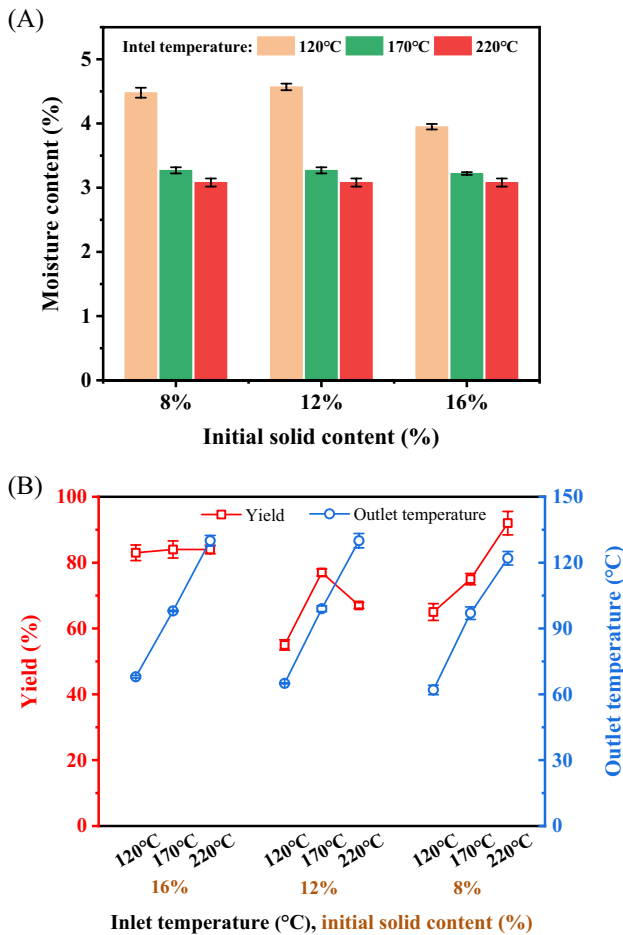 (A)
Intel temperature: 120°C 170°C 220°C
Moisture content (%)
5
4
3
2
1
0
8% 12% 16%
Initial solid content (%)
(B)
Yield Outlet temperature
Yield (%)
100
80
60
40
20
0
Outlet temperature (°C)
150
120
90
60
30
0
120°C 170°C 220°C 120°C 170°C 220°C 120°C 170°C 220°C
16% 12% 8%
Inlet temperature (°C), initial solid content (%)